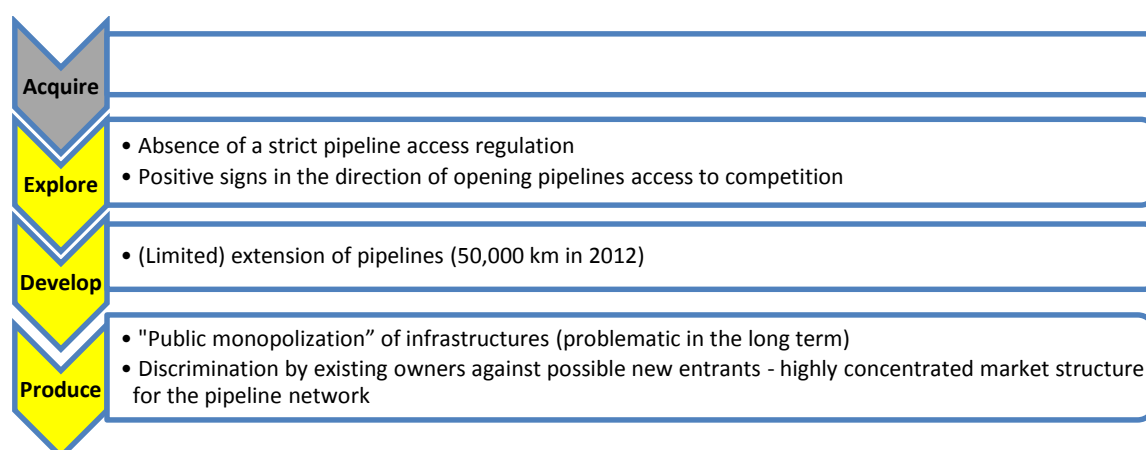 Acquire
Explore
• Absence of a strict pipeline access regulation
• Positive signs in the direction of opening pipelines access to competition
Develop
• (Limited) extension of pipelines (50,000 km in 2012)
Produce
• "Public monopolization” of infrastructures (problematic in the long term)
• Discrimination by existing owners against possible new entrants - highly concentrated market structure
for the pipeline network